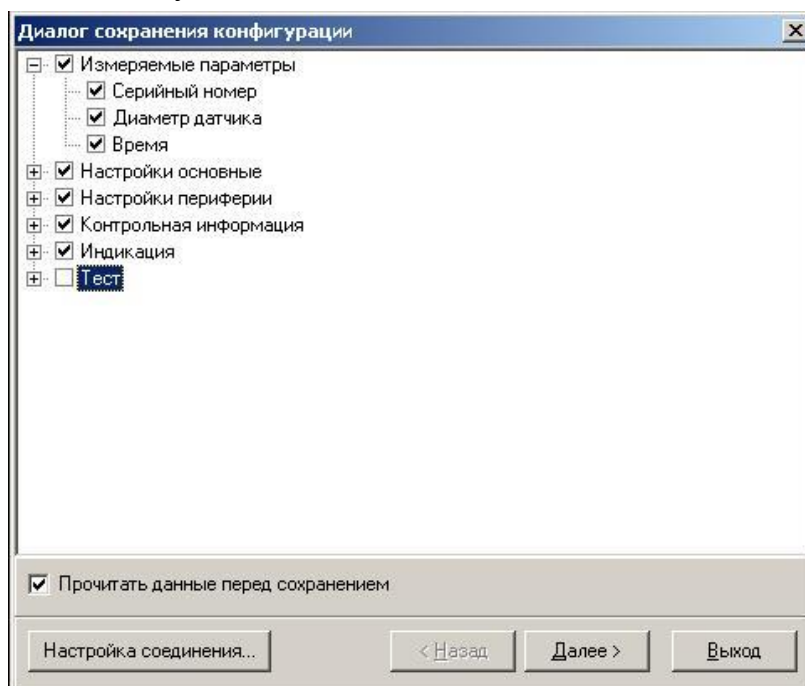 Диалог сохранения конфигурации
Измеряемые параметры
Серийный номер
Диаметр датчика
Время
Настройки основные
Настройки периферии
Контрольная информация
Индикация
Тест
Прочитать данные перед сохранением
Настройка соединения... < Назад Далее > Выход